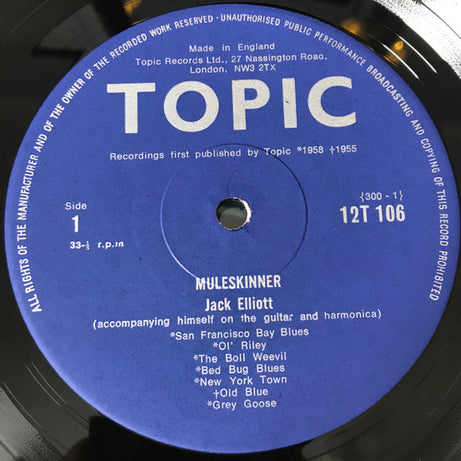 ALL RIGHTS OF THE MANUFACTURER AND OF THE OWNER OF THE RECORDED WORK RESERVED · UNAUTHORISED PUBLIC PERFORMANCE BROADCASTING AND COPYING OF THIS RECORD PROHIBITED
Made in England
Topic Records Ltd., 27 Nassington Road,
London, NW3 2TX
TOPIC
Recordings first published by Topic *1958 †1955
Side
1
33-⅓ r.p.m
{300 - 1}
12T 106
MULESKINNER
Jack Elliott
(accompanying himself on the guitar and harmonica)
*San Francisco Bay Blues
*Ol' Riley
*The Boll Weevil
*Bed Bug Blues
*New York Town
†Old Blue
*Grey Goose